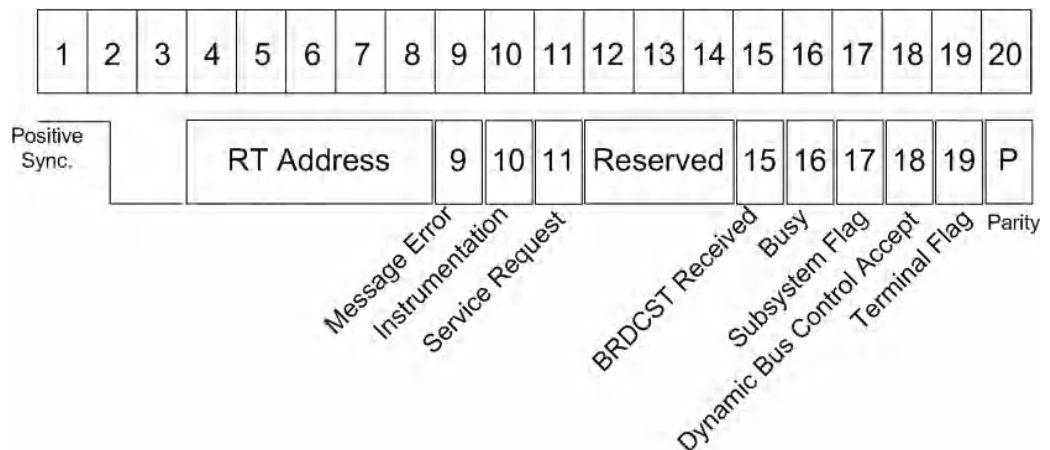 1 2 3 4 5 6 7 8 9 10 11 12 13 14 15 16 17 18 19 20
Positive
Sync.
RT Address 9 10 11 Reserved 15 16 17 18 19 P
Message Error
Instrumentation
Service Request
BRDCST Received
Busy
Subsystem Flag
Dynamic Bus Control Accept
Terminal Flag
Parity